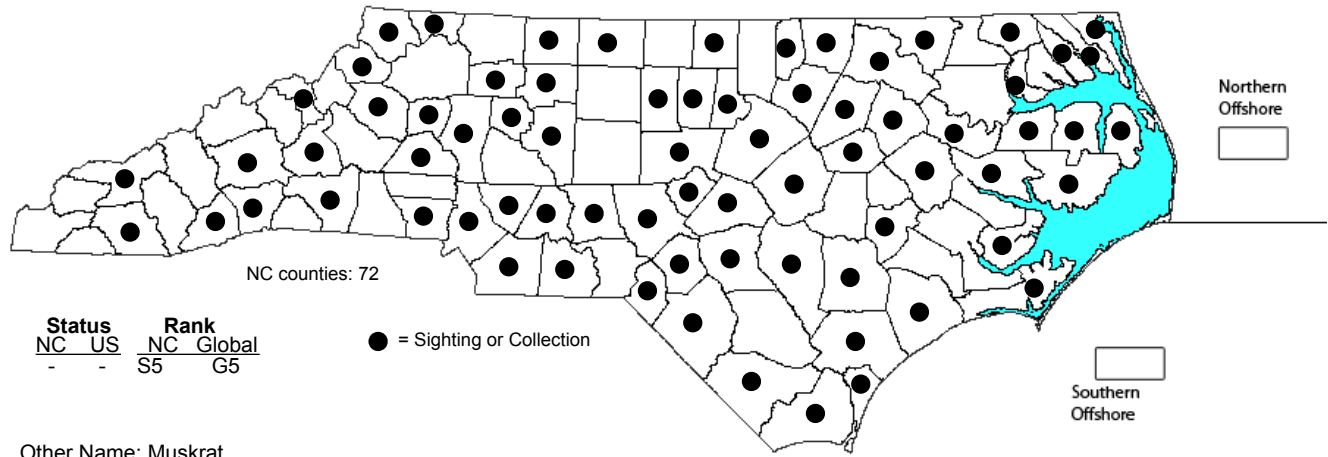 Northern
Offshore
NC counties: 72
Status Rank
NC US NC Global
- - S5 G5
= Sighting or Collection
Southern
Offshore
Other Name: Muskrat